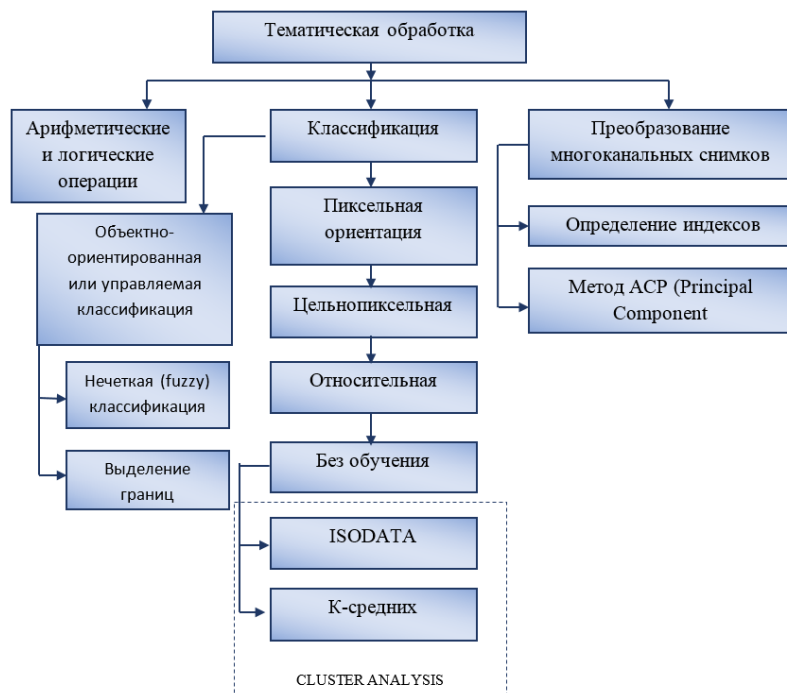 Тематическая обработка
Арифметические
и логические
операции
Классификация
Преобразование
многоканальных снимков
Объектно-
ориентированная
или управляемая
классификация
Пиксельная
ориентация
Определение индексов
Цельнопиксельная
Метод ACP (Principal
Component
Нечеткая (fuzzy)
классификация
Относительная
Выделение
границ
Без обучения
ISODATA
К-средних
CLUSTER ANALYSIS